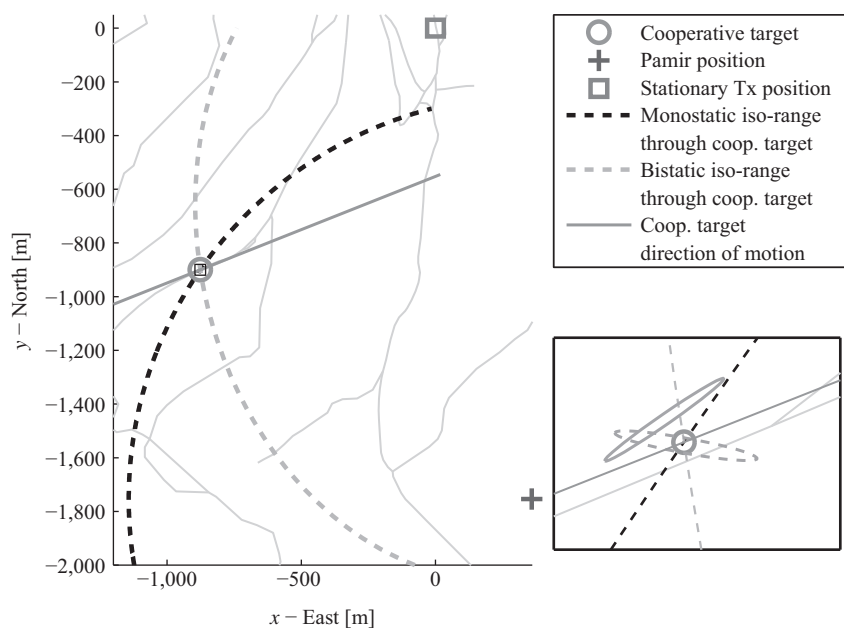 0
−200
−400
−600
−800
−1,000
−1,200
−1,400
−1,600
−1,800
−2,000
−1,000
−500
0
x − East [m]
y − North [m]
Cooperative target
Pamir position
Stationary Tx position
Monostatic iso-range
through coop. target
Bistatic iso-range
through coop. target
Coop. target
direction of motion